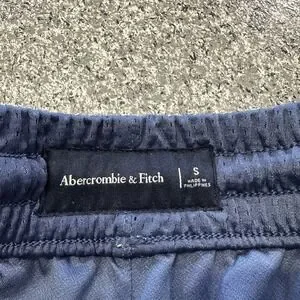 Abercrombie & Fitch
S
MADE IN
PHILIPPINES